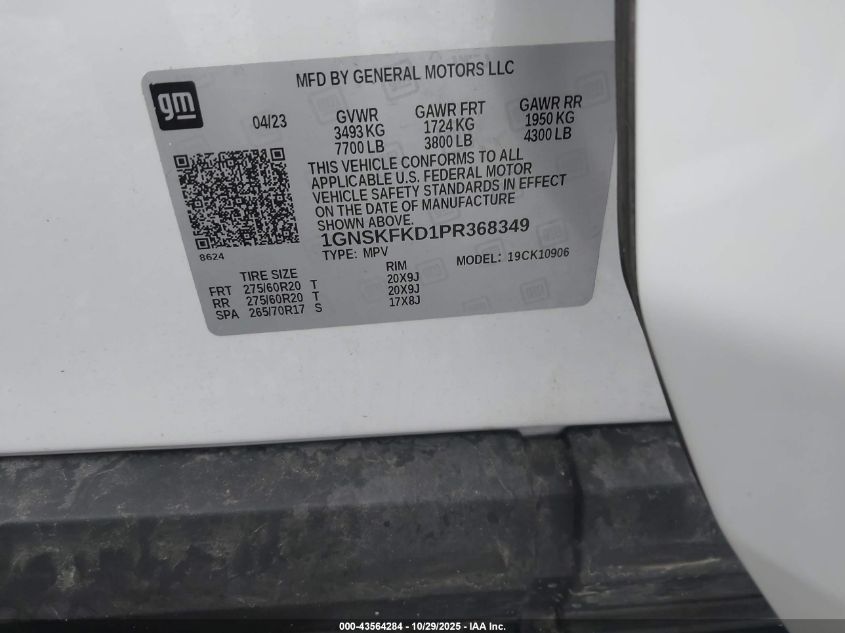 gm
MFD BY GENERAL MOTORS LLC
04/23 GVWR GAWR FRT GAWR RR
3493 KG 1724 KG 1950 KG
7700 LB 3800 LB 4300 LB
THIS VEHICLE CONFORMS TO ALL
APPLICABLE U.S. FEDERAL MOTOR
VEHICLE SAFETY STANDARDS IN EFFECT
ON THE DATE OF MANUFACTURE
SHOWN ABOVE.
8624
1GNSKFKD1PR368349
TYPE: MPV MODEL: 19CK10906
TIRE SIZE RIM
FRT 275/60R20 T 20X9J
RR 275/60R20 T 20X9J
SPA 265/70R17 S 17X8J
000-43564284 | 10/29/2025 - IAA Inc.